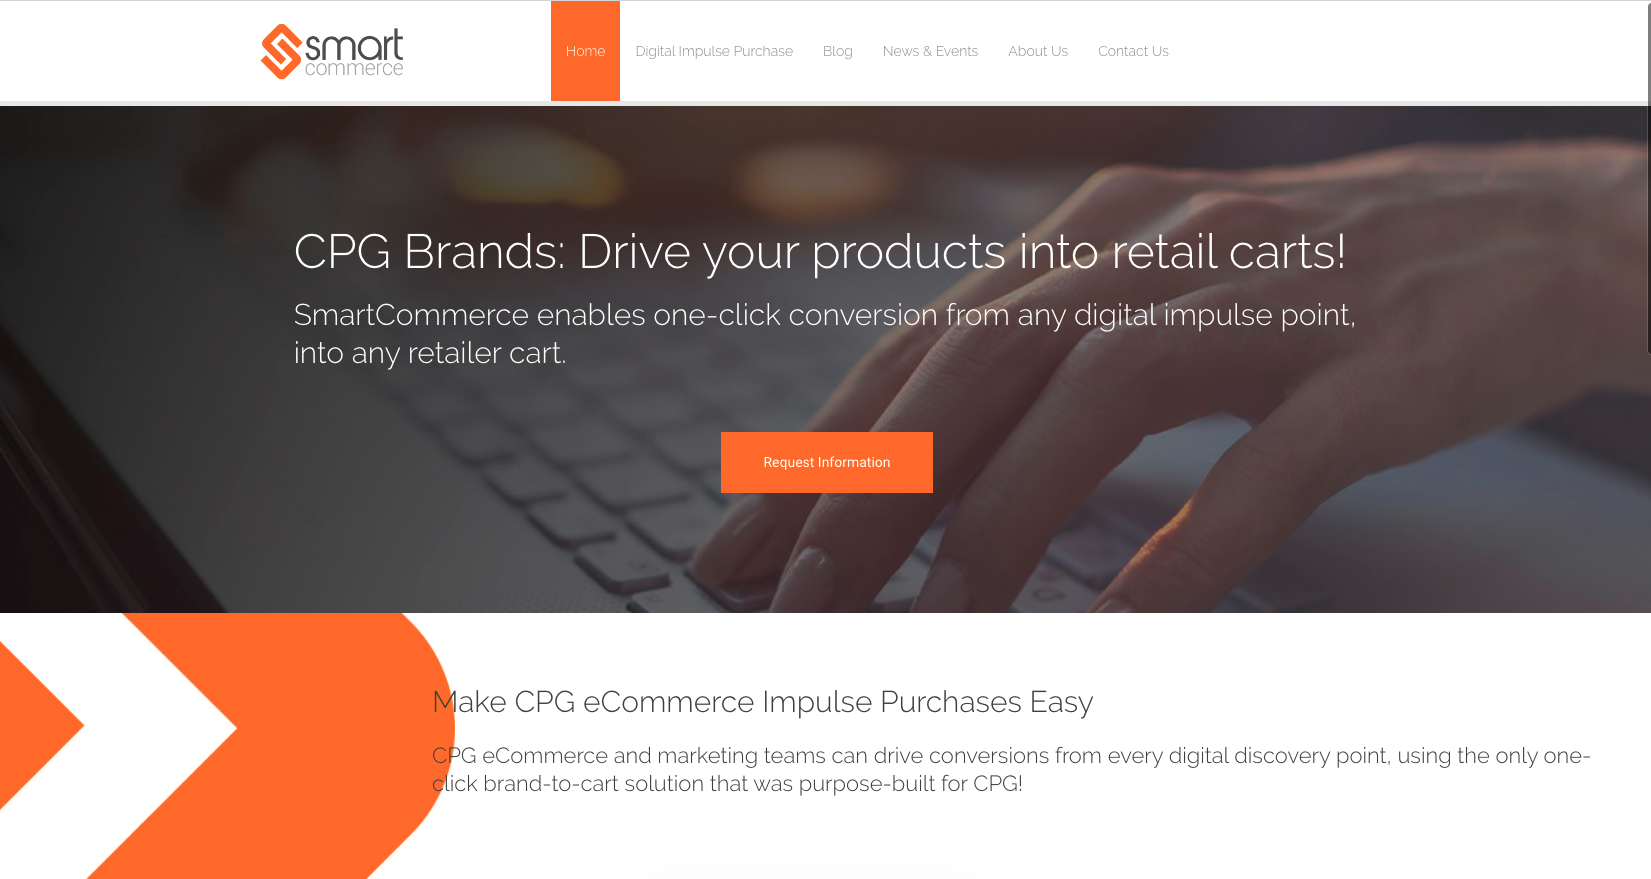 smart
commerce
Home Digital Impulse Purchase Blog News & Events About Us Contact Us
CPG Brands: Drive your products into retail carts!
SmartCommerce enables one-click conversion from any digital impulse point,
into any retailer cart.
Request Information
Make CPG eCommerce Impulse Purchases Easy
CPG eCommerce and marketing teams can drive conversions from every digital discovery point, using the only one-
click brand-to-cart solution that was purpose-built for CPG!